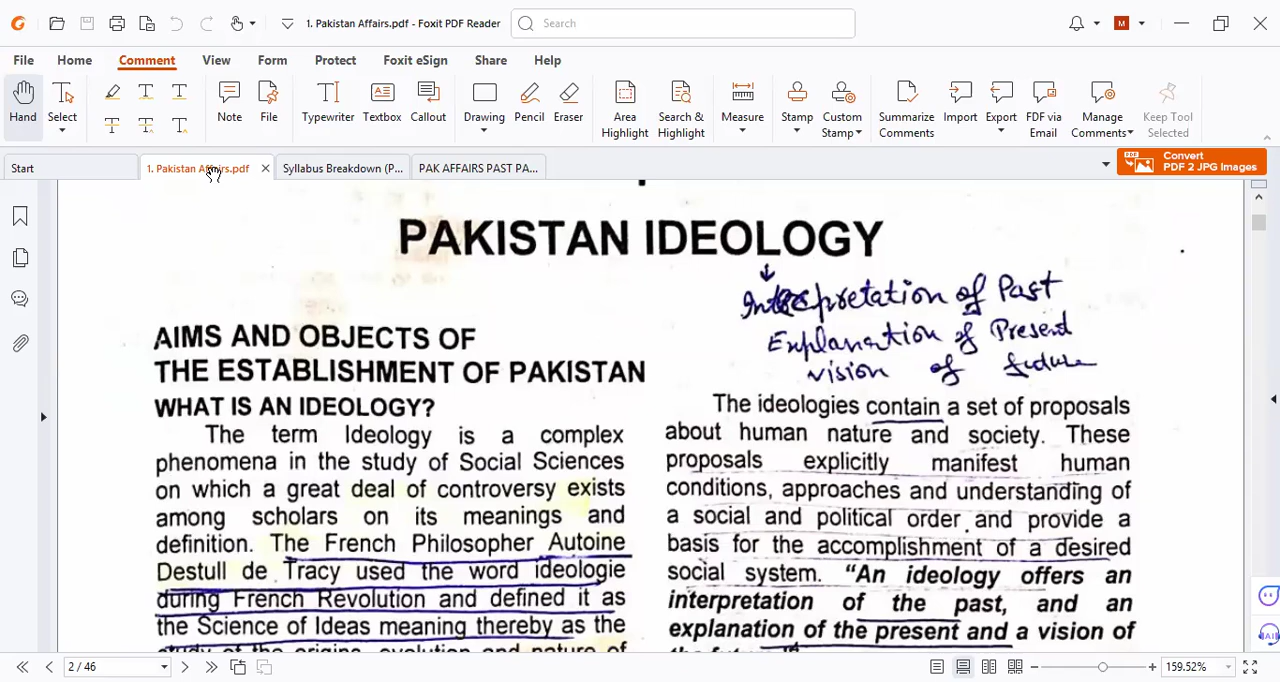 1. Pakistan Affairs.pdf - Foxit PDF Reader
Search
M
File Home Comment View Form Protect Foxit eSign Share Help
Hand Select Note File Typewriter Textbox Callout Drawing Pencil Eraser Area Highlight Search & Highlight Measure Stamp Custom Stamp Summarize Comments Import Export FDF via Email Manage Comments Keep Tool Selected
Start 1. Pakistan Affairs.pdf Syllabus Breakdown (P... PAK AFFAIRS PAST PA...
Convert
PDF 2 JPG Images
PAKISTAN IDEOLOGY
Interpretation of Past
Explanation of Present
vision of future
AIMS AND OBJECTS OF
THE ESTABLISHMENT OF PAKISTAN
WHAT IS AN IDEOLOGY?
The term Ideology is a complex
phenomena in the study of Social Sciences
on which a great deal of controversy exists
among scholars on its meanings and
definition. The French Philosopher Autoine
Destull de Tracy used the word ideologie
during French Revolution and defined it as
the Science of Ideas meaning thereby as the
study of the origins, evolution and nature of
The ideologies contain a set of proposals
about human nature and society. These
proposals explicitly manifest human
conditions, approaches and understanding of
a social and political order and provide a
basis for the accomplishment of a desired
social system. "An ideology offers an
interpretation of the past, and an
explanation of the present and a vision of
the future."
2 / 46
159.52%